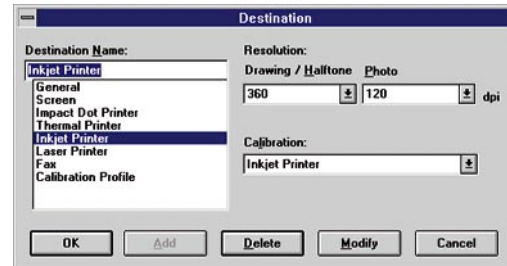 Destination
Destination Name:
Inkjet Printer
General
Screen
Impact Dot Printer
Thermal Printer
Inkjet Printer
Laser Printer
Fax
Calibration Profile
Resolution:
Drawing / Halftone Photo
360 120 dpi
Calibration:
Inkjet Printer
OK Add Delete Modify Cancel